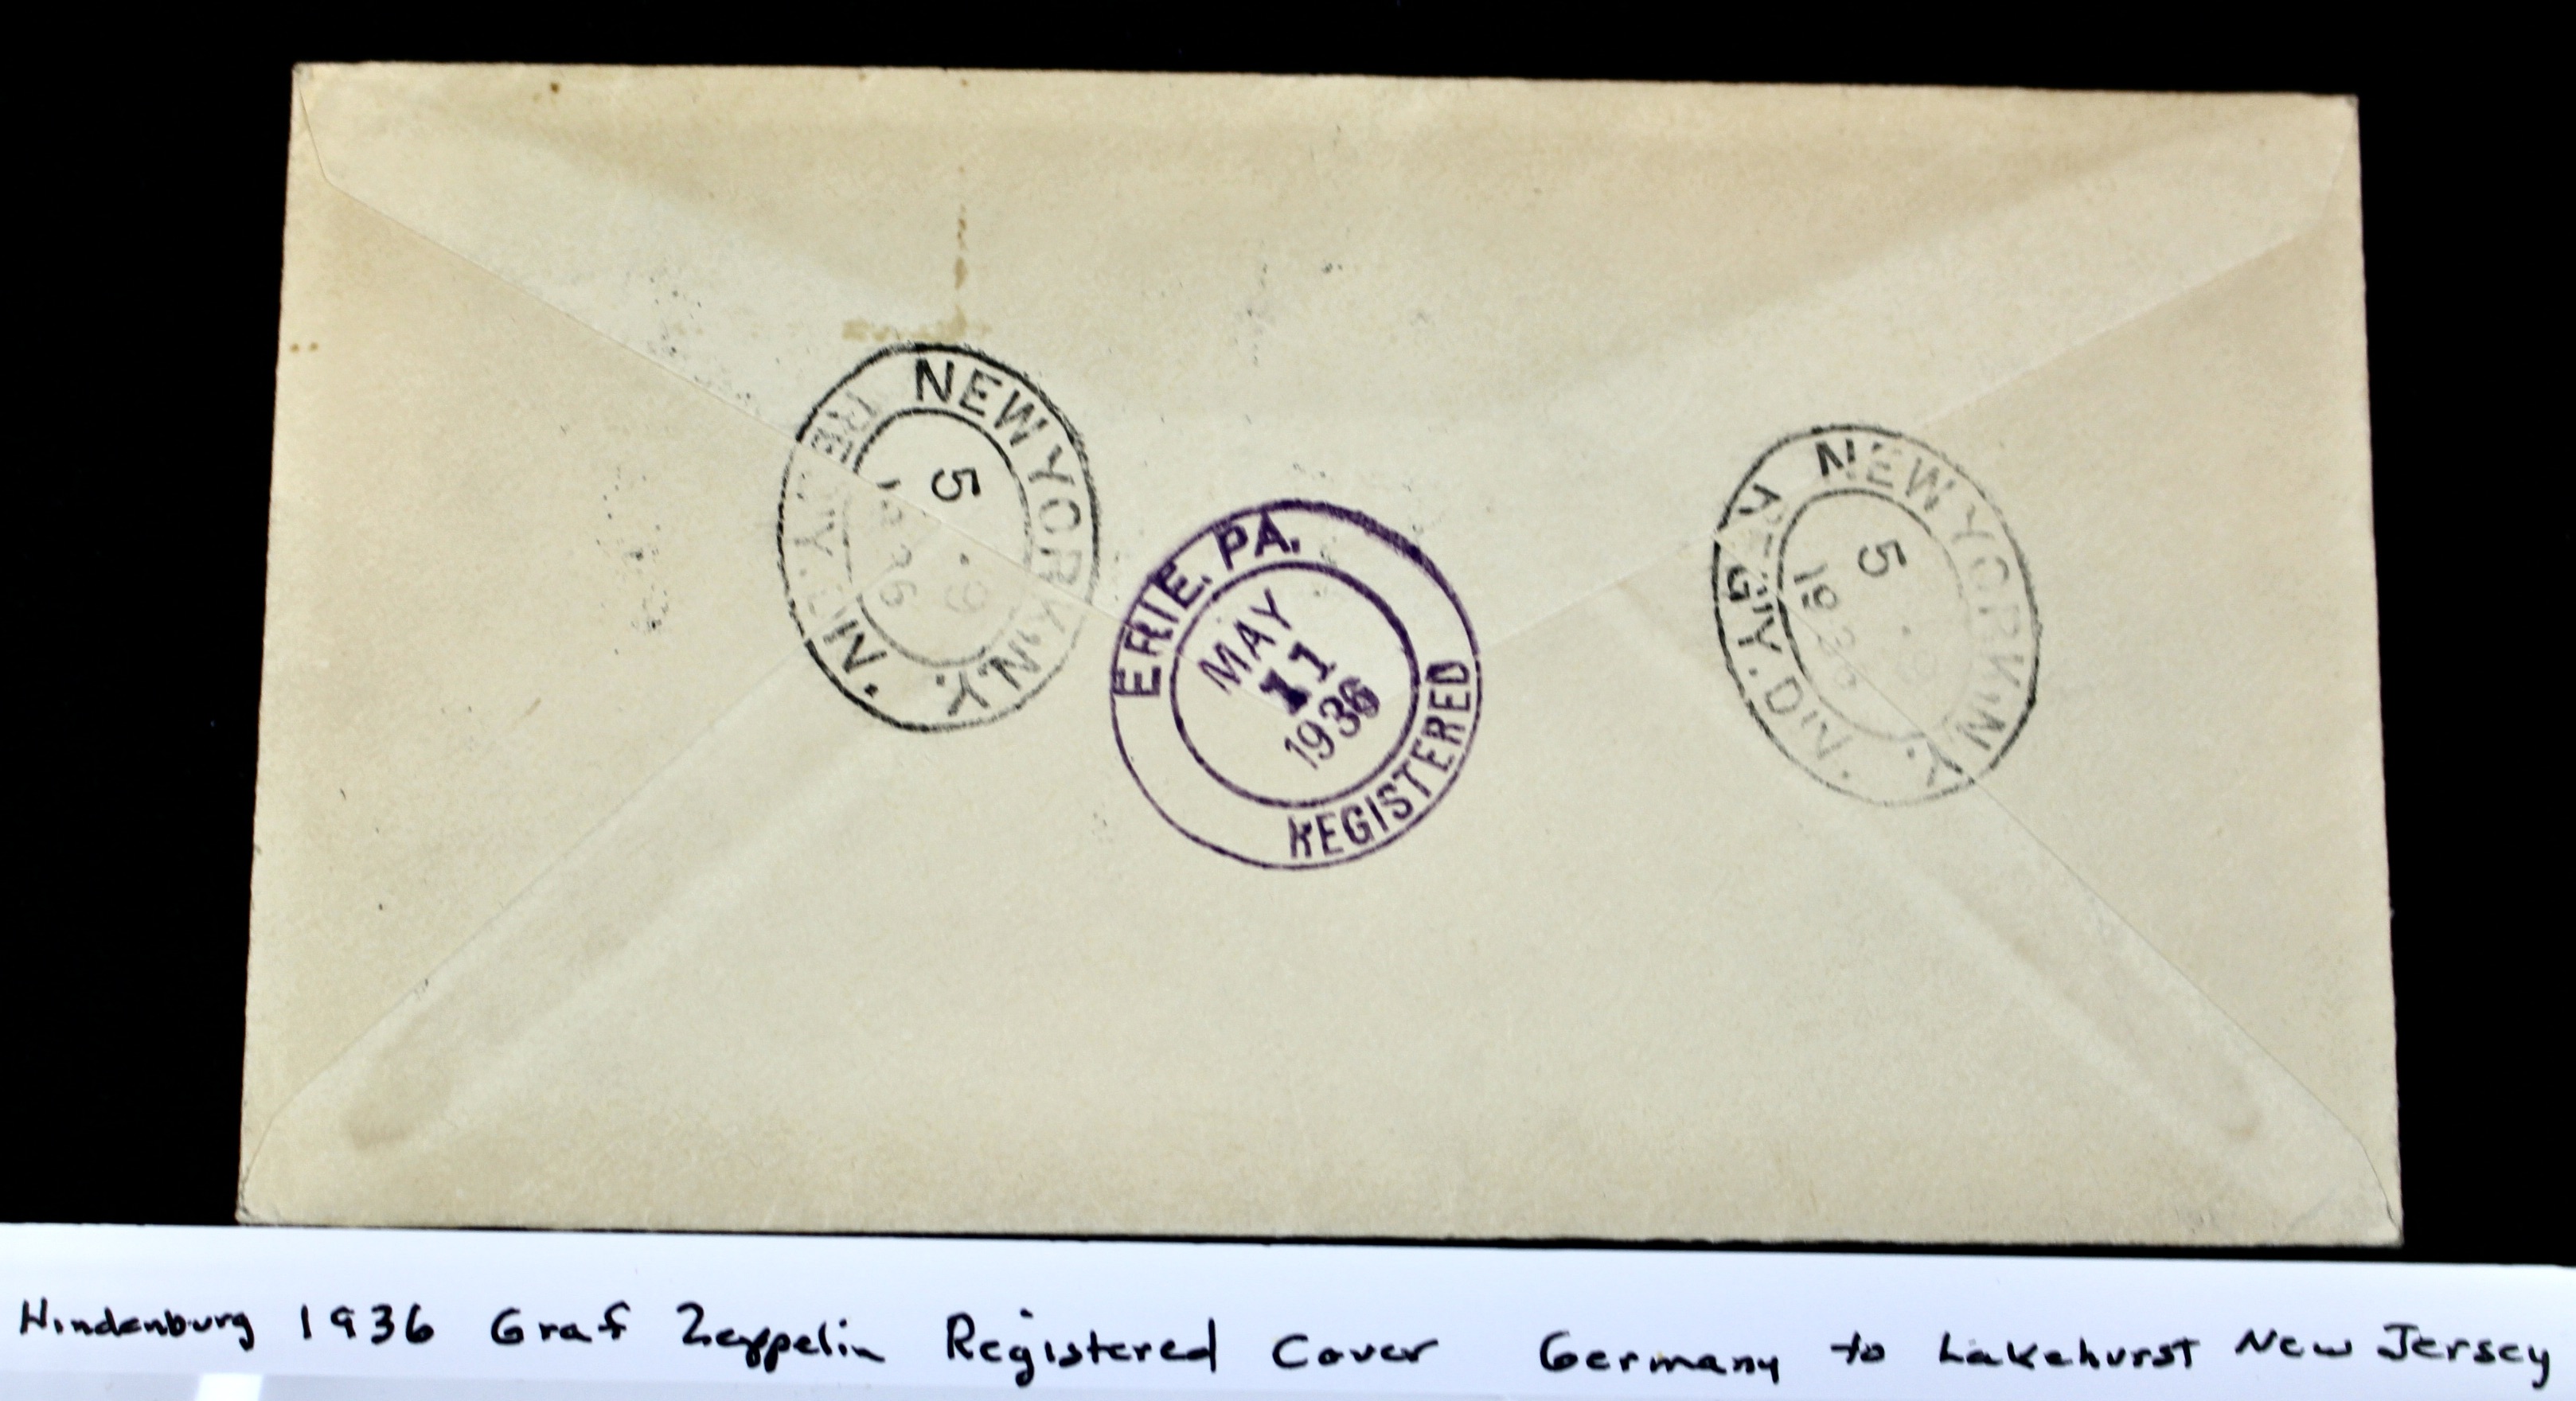 NEW YORK, N.Y.
REG'Y. DIV.
5 · 9
1936
ERIE, PA.
MAY
11
1936
REGISTERED
NEW YORK, N.Y.
REG'Y. DIV.
5
1936
Hindenburg 1936 Graf Zeppelin Registered Cover Germany to Lakehurst New Jersey